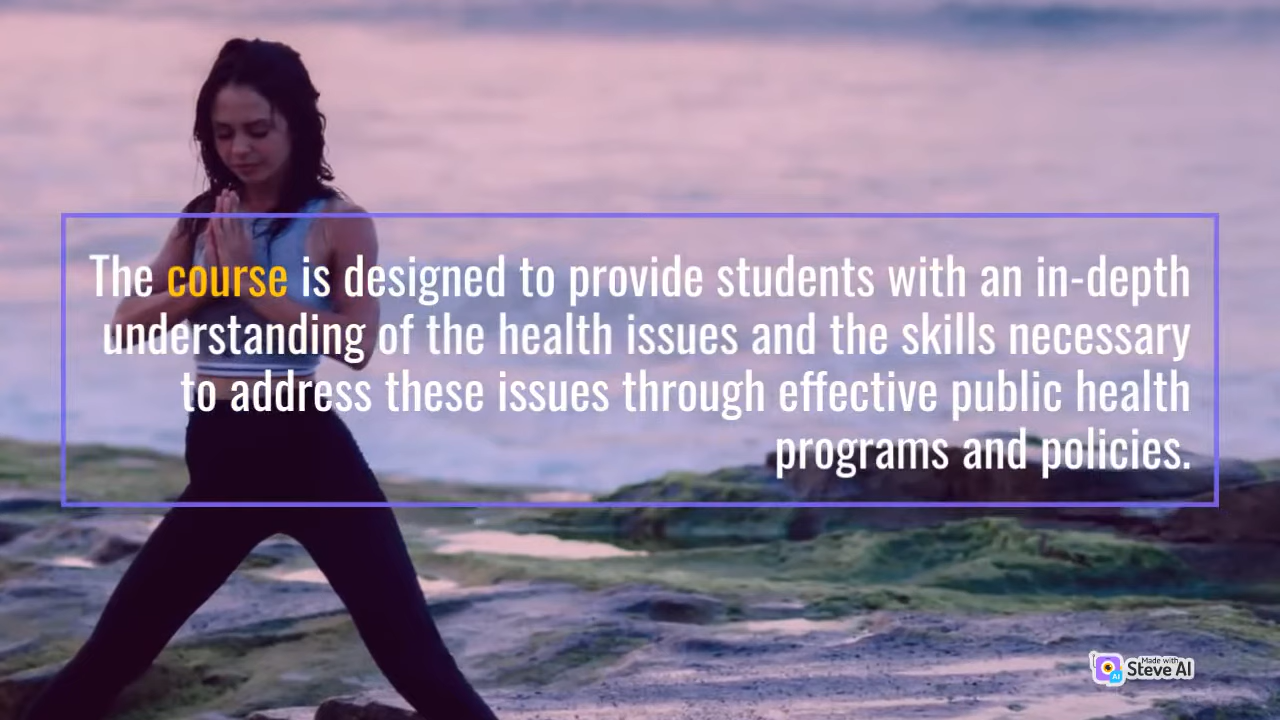 The course is designed to provide students with an in-depth
understanding of the health issues and the skills necessary
to address these issues through effective public health
programs and policies.
Made with
Steve AI
AI